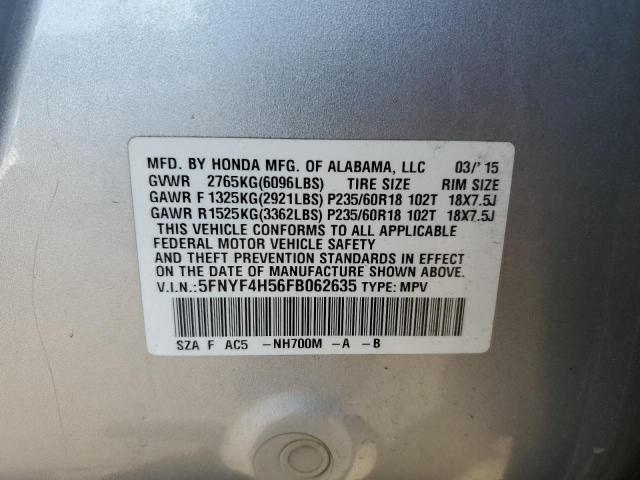 MFD. BY HONDA MFG. OF ALABAMA, LLC 03/'15
GVWR 2765KG(6096LBS) TIRE SIZE RIM SIZE
GAWR F 1325KG(2921LBS) P235/60R18 102T 18X7.5J
GAWR R1525KG(3362LBS) P235/60R18 102T 18X7.5J
THIS VEHICLE CONFORMS TO ALL APPLICABLE
FEDERAL MOTOR VEHICLE SAFETY
AND THEFT PREVENTION STANDARDS IN EFFECT
ON THE DATE OF MANUFACTURE SHOWN ABOVE.
V.I.N.:5FNYF4H56FB062635 TYPE: MPV
SZA F AC5 -NH700M -A -B